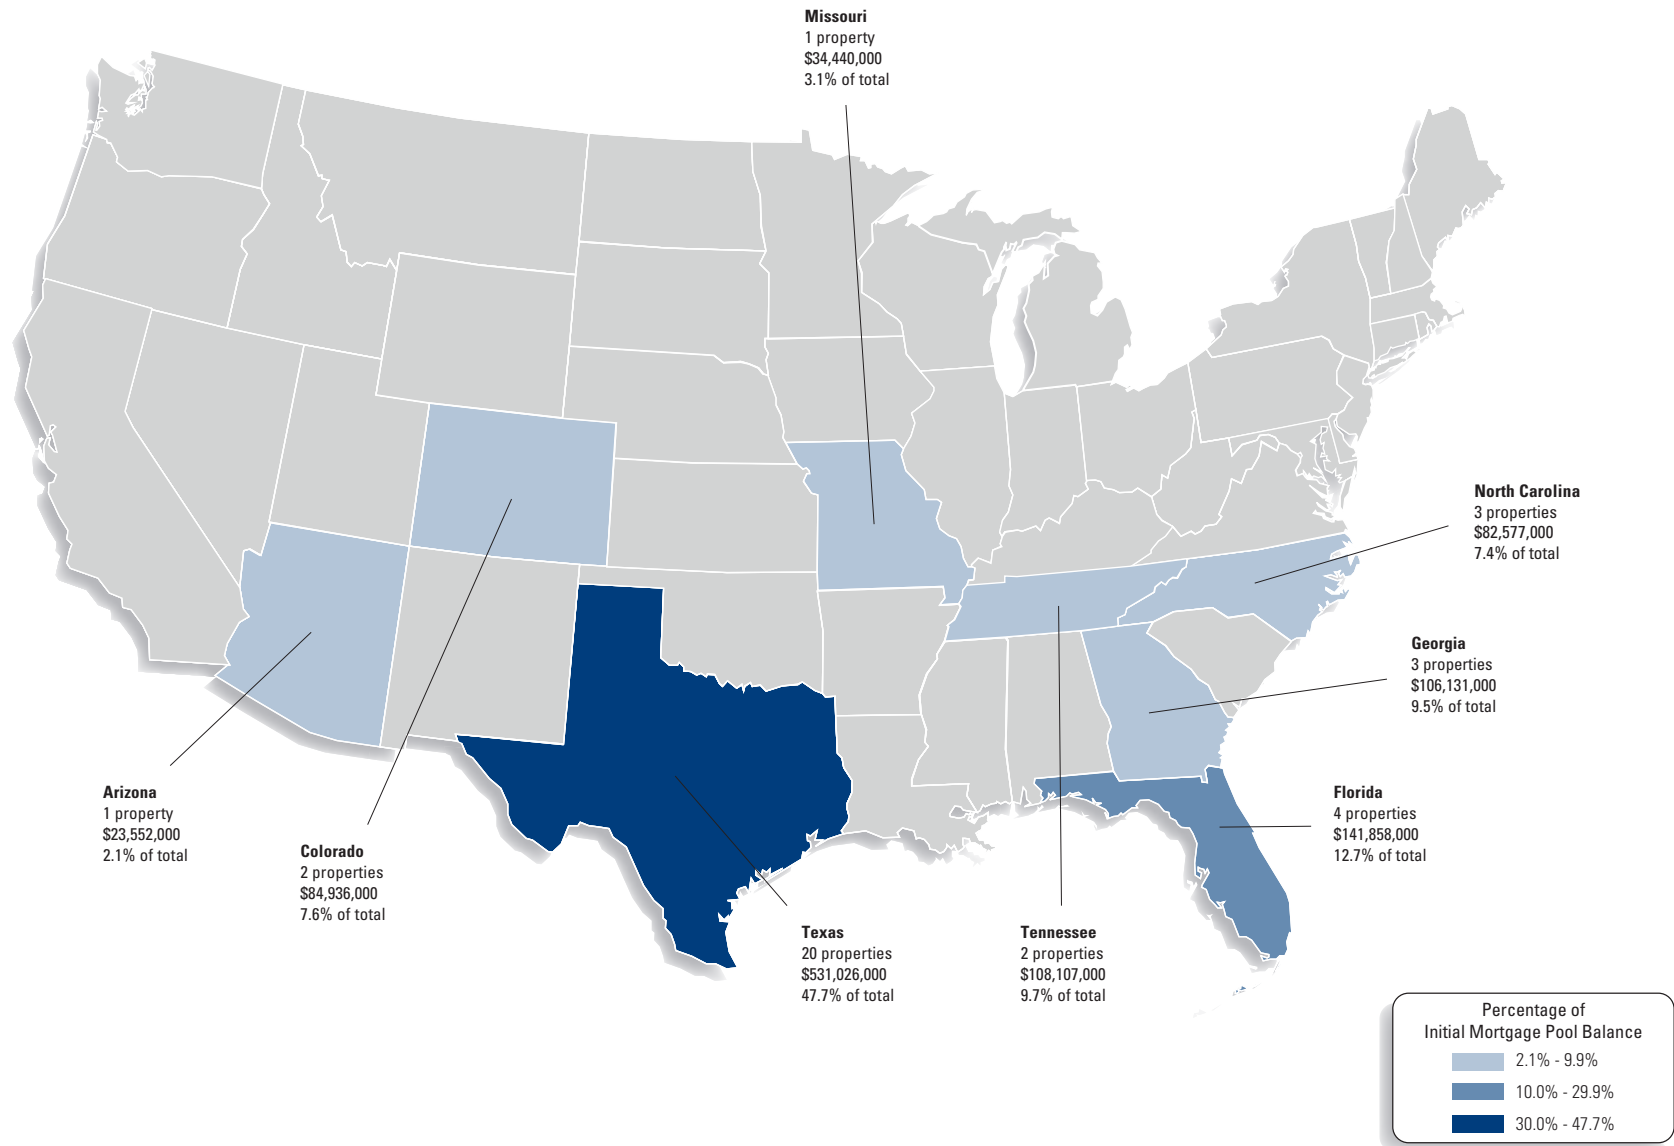 Missouri
1 property
$34,440,000
3.1% of total
North Carolina
3 properties
$82,577,000
7.4% of total
Georgia
3 properties
$106,131,000
9.5% of total
Arizona
1 property
$23,552,000
2.1% of total
Colorado
2 properties
$84,936,000
7.6% of total
Florida
4 properties
$141,858,000
12.7% of total
Texas
20 properties
$531,026,000
47.7% of total
Tennessee
2 properties
$108,107,000
9.7% of total
Percentage of
Initial Mortgage Pool Balance
2.1% - 9.9%
10.0% - 29.9%
30.0% - 47.7%